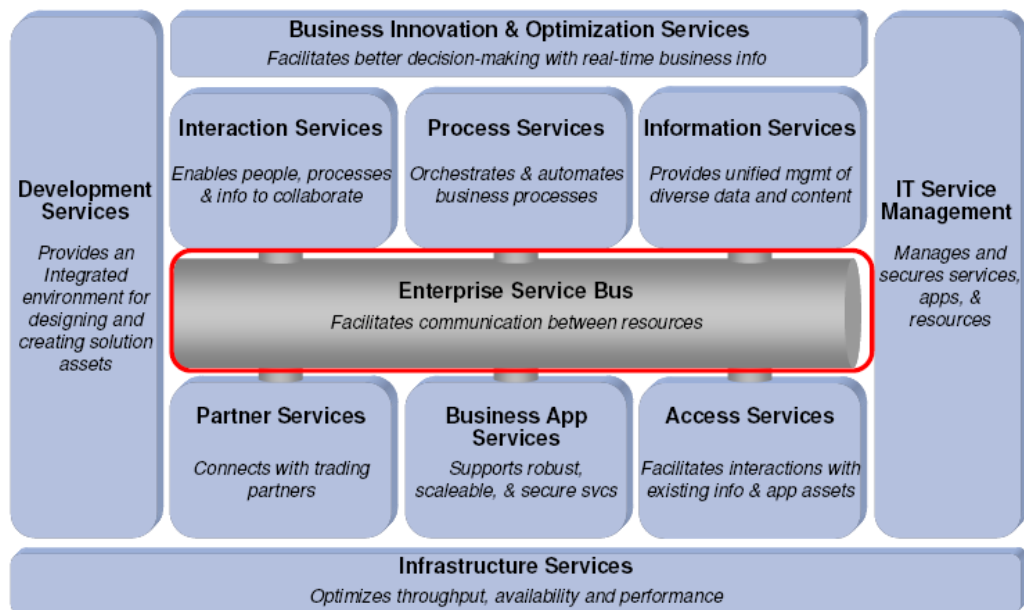 Business Innovation & Optimization Services
Facilitates better decision-making with real-time business info
Development
Services
Provides an
Integrated
environment for
designing and
creating solution
assets
Interaction Services
Enables people, processes
& info to collaborate
Process Services
Orchestrates & automates
business processes
Information Services
Provides unified mgmt of
diverse data and content
IT Service
Management
Manages and
secures services,
apps, &
resources
Enterprise Service Bus
Facilitates communication between resources
Partner Services
Connects with trading
partners
Business App
Services
Supports robust,
scaleable, & secure svcs
Access Services
Facilitates interactions with
existing info & app assets
Infrastructure Services
Optimizes throughput, availability and performance